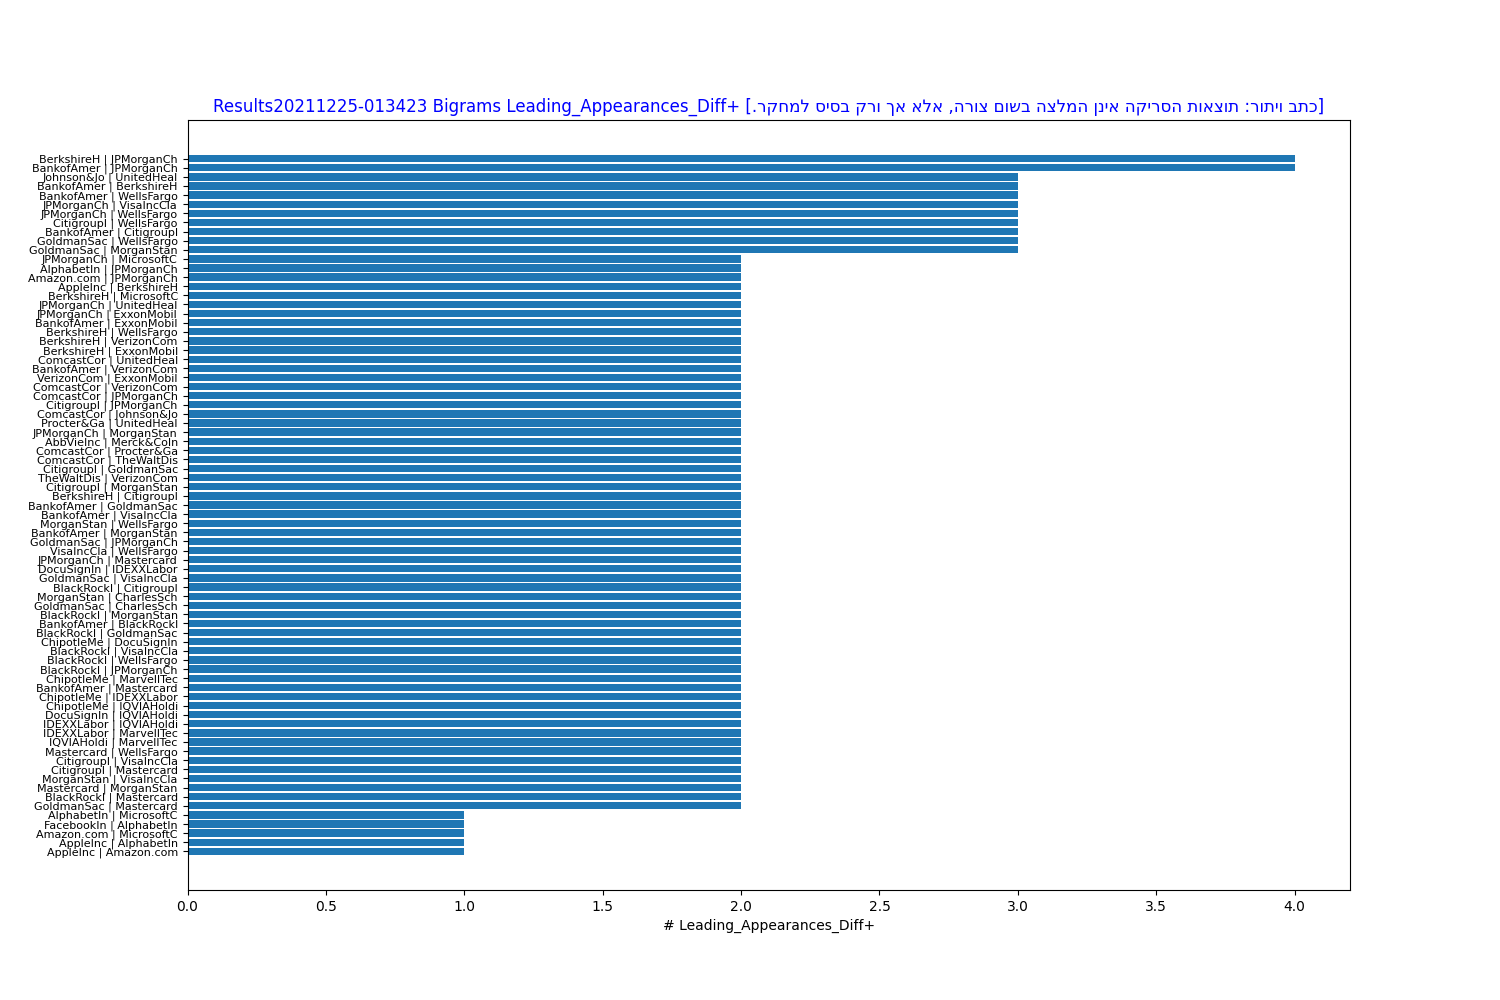 Results20211225-013423 Bigrams Leading_Appearances_Diff+ [כתב ויתור: תוצאות הסריקה אינן המלצה בשום צורה, אלא אך ורק בסיס למחקר.]
BerkshireH | JPMorganCh
BankofAmer | JPMorganCh
Johnson&Jo | UnitedHeal
BankofAmer | BerkshireH
BankofAmer | WellsFargo
JPMorganCh | VisaIncCla
JPMorganCh | WellsFargo
CitigroupI | WellsFargo
BankofAmer | CitigroupI
GoldmanSac | WellsFargo
GoldmanSac | MorganStan
JPMorganCh | MicrosoftC
AlphabetIn | JPMorganCh
Amazon.com | JPMorganCh
AppleInc | BerkshireH
BerkshireH | MicrosoftC
JPMorganCh | UnitedHeal
JPMorganCh | ExxonMobil
BankofAmer | ExxonMobil
BerkshireH | WellsFargo
BerkshireH | VerizonCom
BerkshireH | ExxonMobil
ComcastCor | UnitedHeal
BankofAmer | VerizonCom
VerizonCom | ExxonMobil
ComcastCor | VerizonCom
ComcastCor | JPMorganCh
CitigroupI | JPMorganCh
ComcastCor | Johnson&Jo
Procter&Ga | UnitedHeal
JPMorganCh | MorganStan
AbbVieInc | Merck&CoIn
ComcastCor | Procter&Ga
ComcastCor | TheWaltDis
CitigroupI | GoldmanSac
TheWaltDis | VerizonCom
CitigroupI | MorganStan
BerkshireH | CitigroupI
BankofAmer | GoldmanSac
BankofAmer | VisaIncCla
MorganStan | WellsFargo
BankofAmer | MorganStan
GoldmanSac | JPMorganCh
VisaIncCla | WellsFargo
JPMorganCh | Mastercard
DocuSignIn | IDEXXLabor
GoldmanSac | VisaIncCla
BlackRockI | CitigroupI
MorganStan | CharlesSch
GoldmanSac | CharlesSch
BlackRockI | MorganStan
BankofAmer | BlackRockI
BlackRockI | GoldmanSac
ChipotleMe | DocuSignIn
BlackRockI | VisaIncCla
BlackRockI | WellsFargo
BlackRockI | JPMorganCh
ChipotleMe | MarvellTec
BankofAmer | Mastercard
ChipotleMe | IDEXXLabor
ChipotleMe | IQVIAHoldi
DocuSignIn | IQVIAHoldi
IDEXXLabor | IQVIAHoldi
IDEXXLabor | MarvellTec
IQVIAHoldi | MarvellTec
Mastercard | WellsFargo
CitigroupI | VisaIncCla
CitigroupI | Mastercard
MorganStan | VisaIncCla
Mastercard | MorganStan
BlackRockI | Mastercard
GoldmanSac | Mastercard
AlphabetIn | MicrosoftC
FacebookIn | AlphabetIn
Amazon.com | MicrosoftC
AppleInc | AlphabetIn
AppleInc | Amazon.com
0.0 0.5 1.0 1.5 2.0 2.5 3.0 3.5 4.0
# Leading_Appearances_Diff+